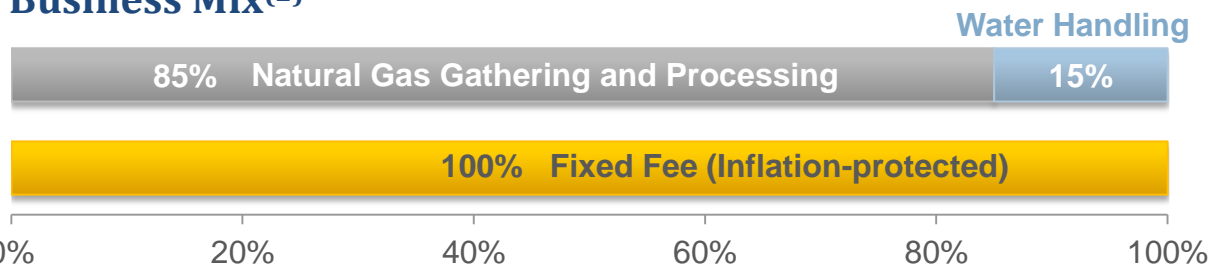 Business Mix
Water Handling
85% Natural Gas Gathering and Processing 15%
100% Fixed Fee (Inflation-protected)
0% 20% 40% 60% 80% 100%